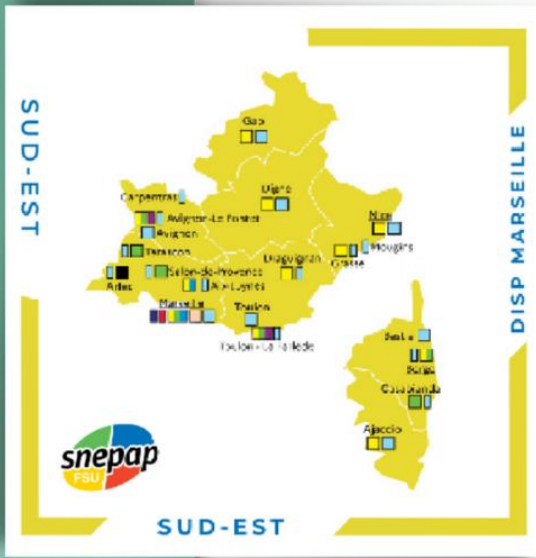 SUD-EST
DISP MARSEILLE
Gap
Digne
Carpentras
Avignon-Le Pontet
Avignon
Nice
Mougins
Grasse
Tarascon
Salon-de-Provence
Draguignan
Arles
Aix-Luynes
Marseille
Toulon
Toulon - La Farlède
Bastia
Borgo
Casabianda
Ajaccio
snepap
FSU
SUD-EST